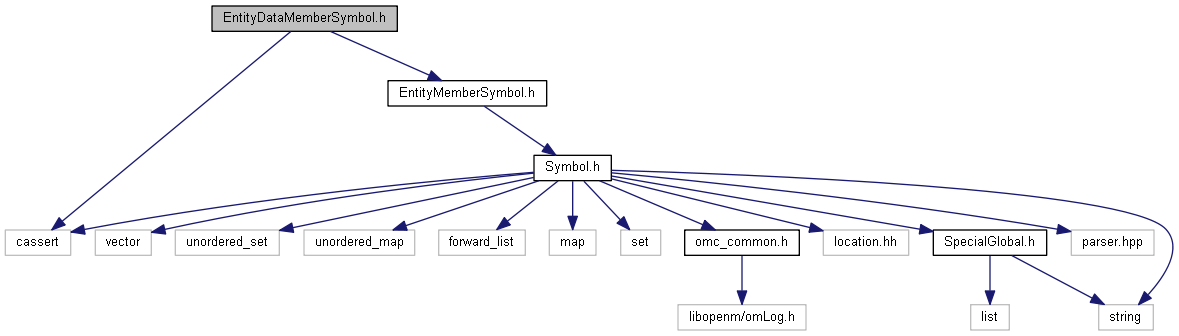 EntityDataMemberSymbol.h
EntityMemberSymbol.h
Symbol.h
cassert
vector
unordered_set
unordered_map
forward_list
map
set
omc_common.h
location.hh
SpecialGlobal.h
parser.hpp
libopenm/omLog.h
list
string